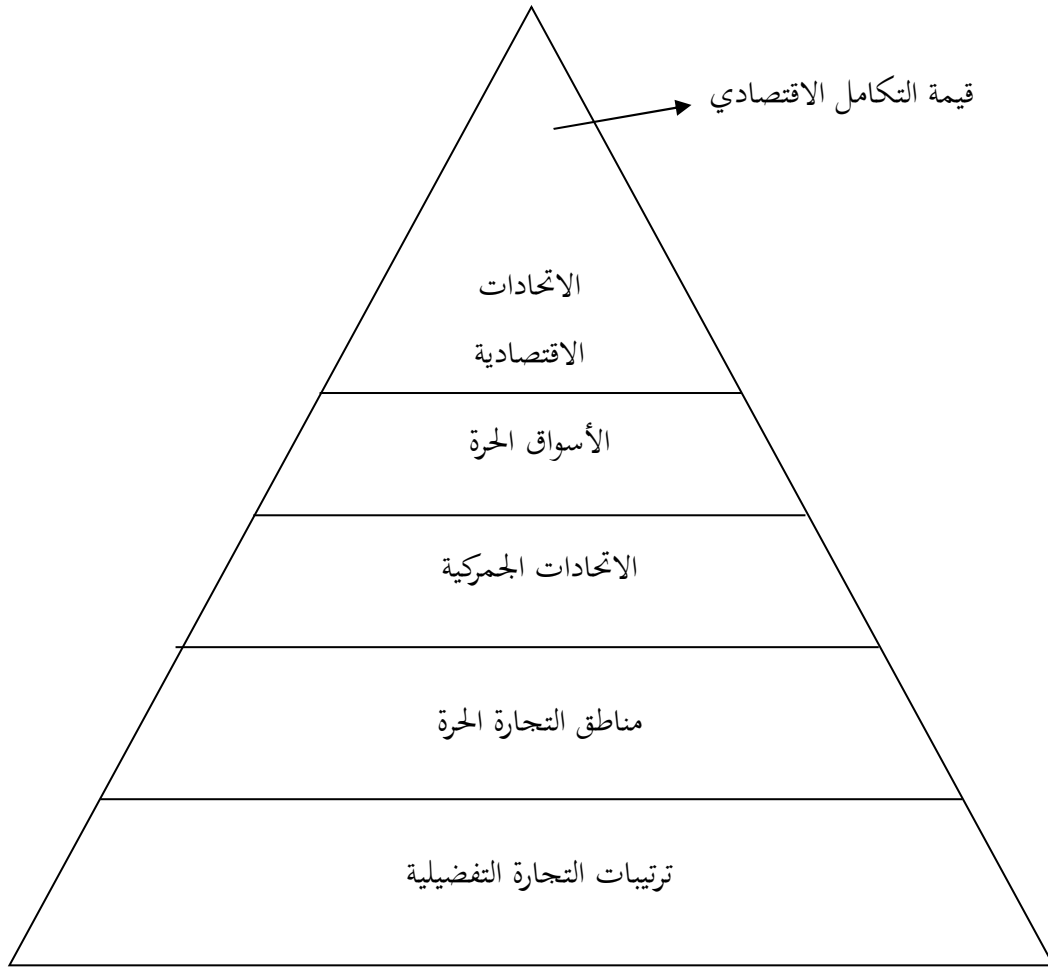 قيمة التكامل الاقتصادي
الاتحادات
الاقتصادية
الأسواق الحرة
الاتحادات الجمركية
مناطق التجارة الحرة
ترتيبات التجارة التفضيلية